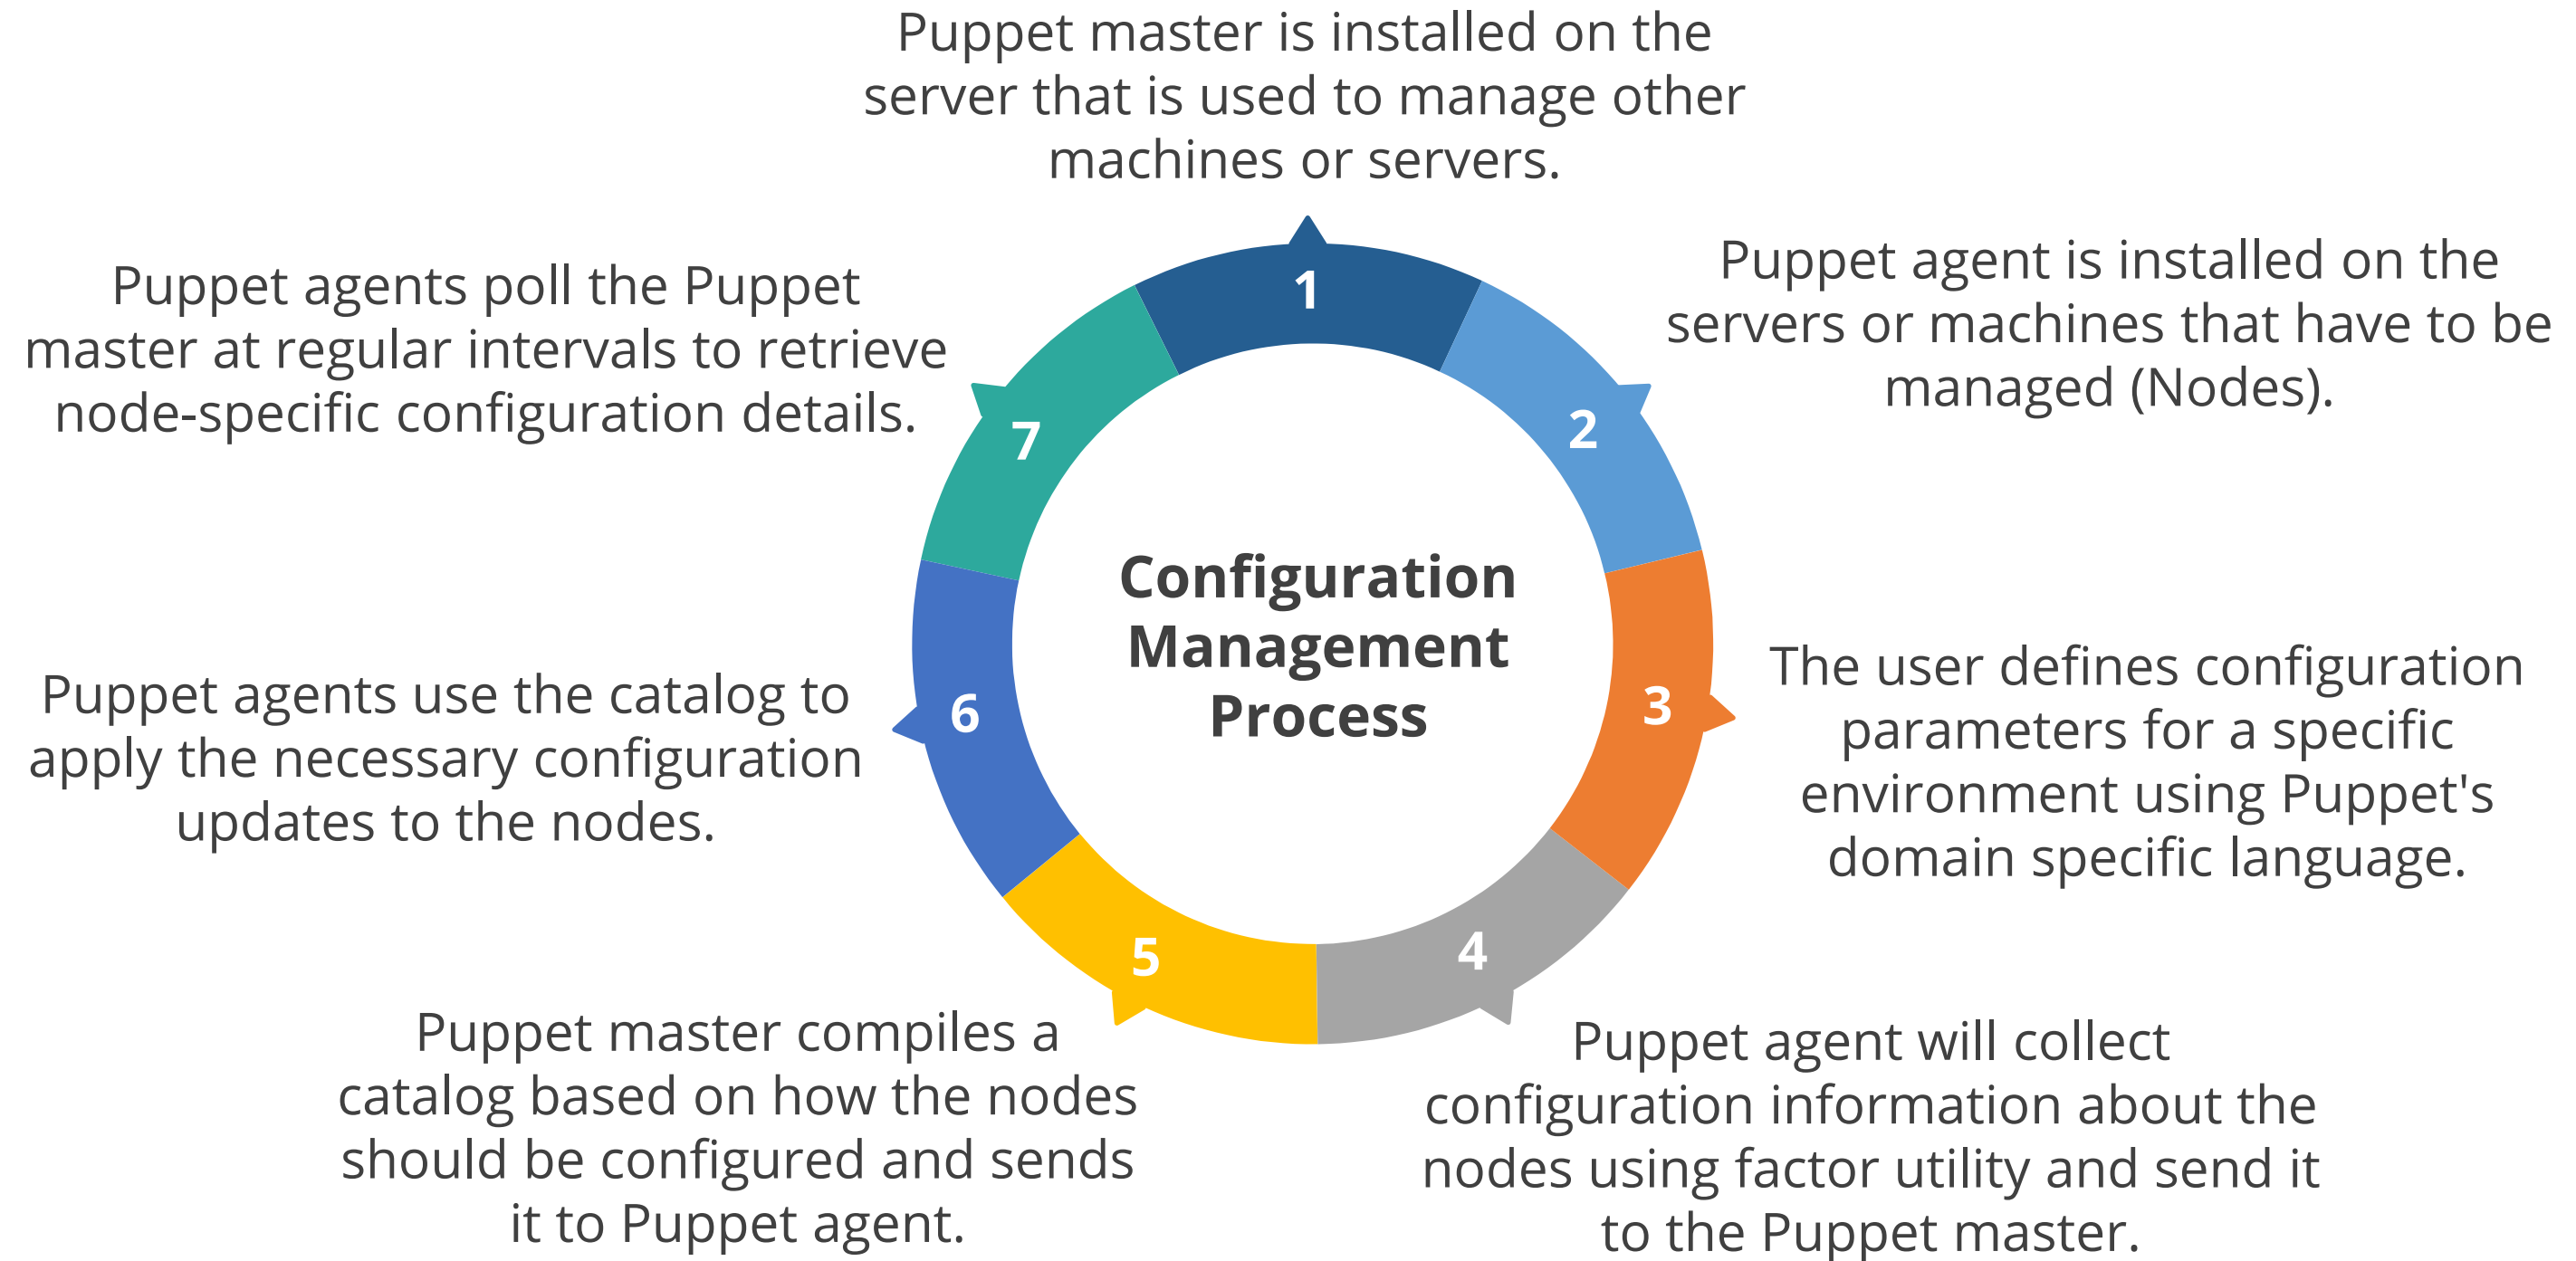 Puppet master is installed on the
server that is used to manage other
machines or servers.
1
Puppet agent is installed on the
servers or machines that have to be
managed (Nodes).
2
The user defines configuration
parameters for a specific
environment using Puppet's
domain specific language.
3
Puppet agent will collect
configuration information about the
nodes using factor utility and send it
to the Puppet master.
4
Puppet master compiles a
catalog based on how the nodes
should be configured and sends
it to Puppet agent.
5
Puppet agents use the catalog to
apply the necessary configuration
updates to the nodes.
6
Puppet agents poll the Puppet
master at regular intervals to retrieve
node-specific configuration details.
7
Configuration
Management
Process